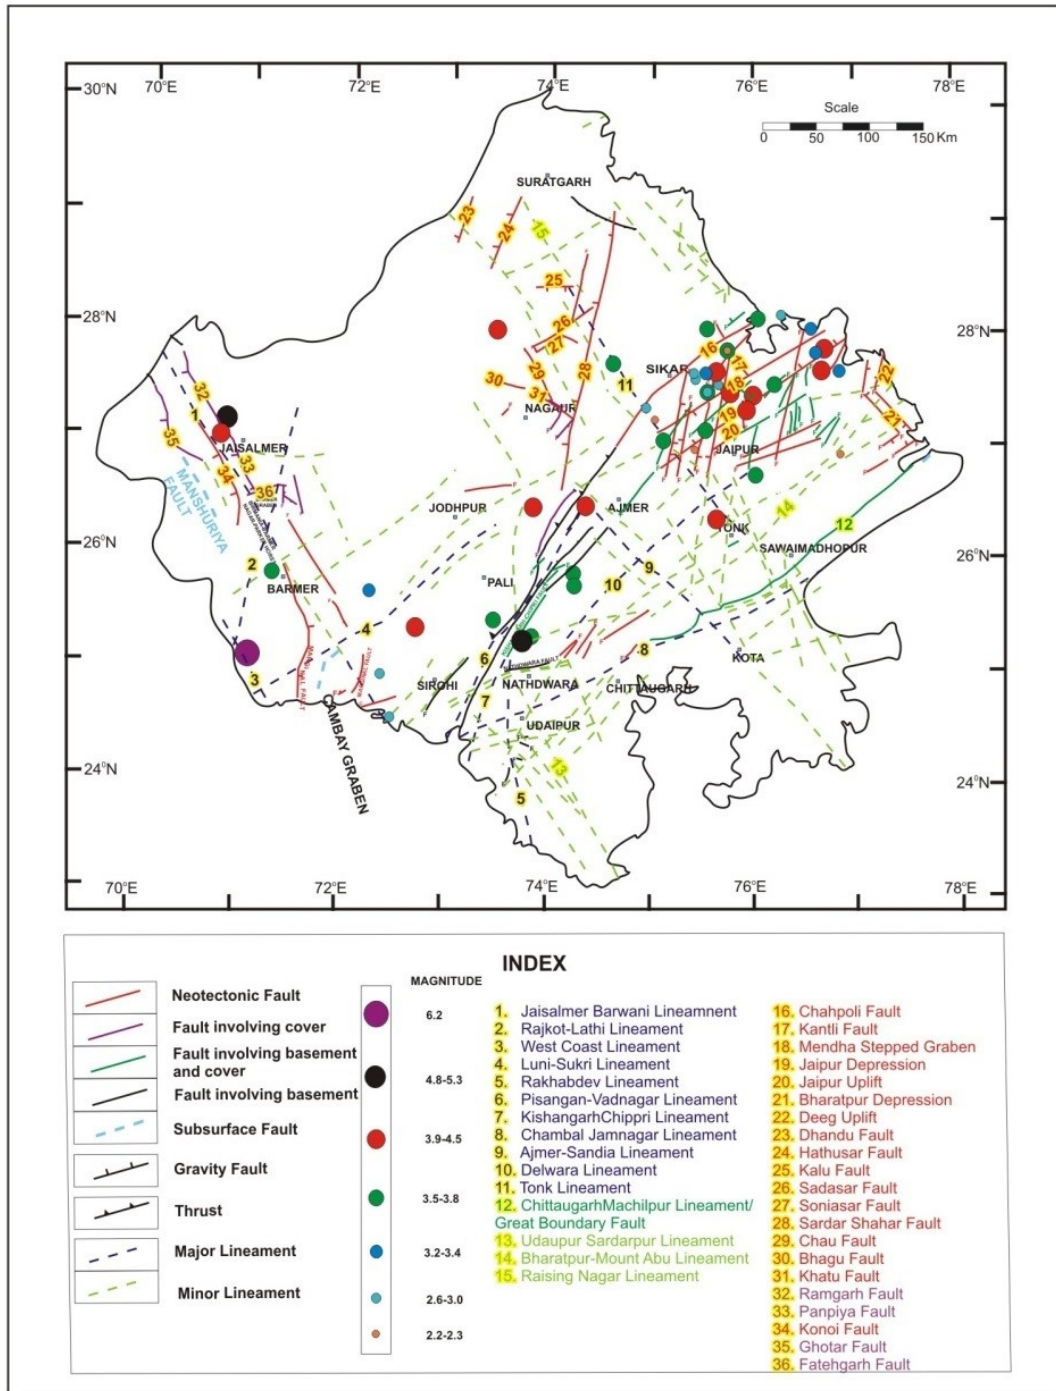 70°E 72°E 74°E 76°E 78°E
30°N
Scale
0 50 100 150 Km
SURATGARH
23
24
15
25
28°N
28°N
26
27
16
17
SIKAR
29
28
30
31
11
18
22
32
NAGAUR
19
1
20
21
35
JAISALMER
JAIPUR
33
34
36
MANSHURIYA
FAULT
JODHPUR
AJMER
14
TONK
12
26°N
SAWAIMADHOPUR
26°N
2
9
BARMER
PALI
10
4
8
KOTA
6
3
SIROHI
NATHDWARA FAULT
NATHDWARA
CHITTAUGARH
7
UDAIPUR
CAMBAY GRABEN
13
24°N
24°N
5
70°E 72°E 74°E 76°E 78°E
INDEX
MAGNITUDE
Neotectonic Fault
Fault involving cover
Fault involving basement
and cover
Fault involving basement
Subsurface Fault
Gravity Fault
Thrust
Major Lineament
Minor Lineament
6.2
4.8-5.3
3.9-4.5
3.5-3.8
3.2-3.4
2.6-3.0
2.2-2.3
1. Jaisalmer Barwani Lineamnent
2. Rajkot-Lathi Lineament
3. West Coast Lineament
4. Luni-Sukri Lineament
5. Rakhabdev Lineament
6. Pisangan-Vadnagar Lineament
7. KishangarhChippri Lineament
8. Chambal Jamnagar Lineament
9. Ajmer-Sandia Lineament
10. Delwara Lineament
11. Tonk Lineament
12. ChittaugarhMachilpur Lineament/
Great Boundary Fault
13. Udaupur Sardarpur Lineament
14. Bharatpur-Mount Abu Lineament
15. Raising Nagar Lineament
16. Chahpoli Fault
17. Kantli Fault
18. Mendha Stepped Graben
19. Jaipur Depression
20. Jaipur Uplift
21. Bharatpur Depression
22. Deeg Uplift
23. Dhandu Fault
24. Hathusar Fault
25. Kalu Fault
26. Sadasar Fault
27. Soniasar Fault
28. Sardar Shahar Fault
29. Chau Fault
30. Bhagu Fault
31. Khatu Fault
32. Ramgarh Fault
33. Panpiya Fault
34. Konoi Fault
35. Ghotar Fault
36. Fatehgarh Fault